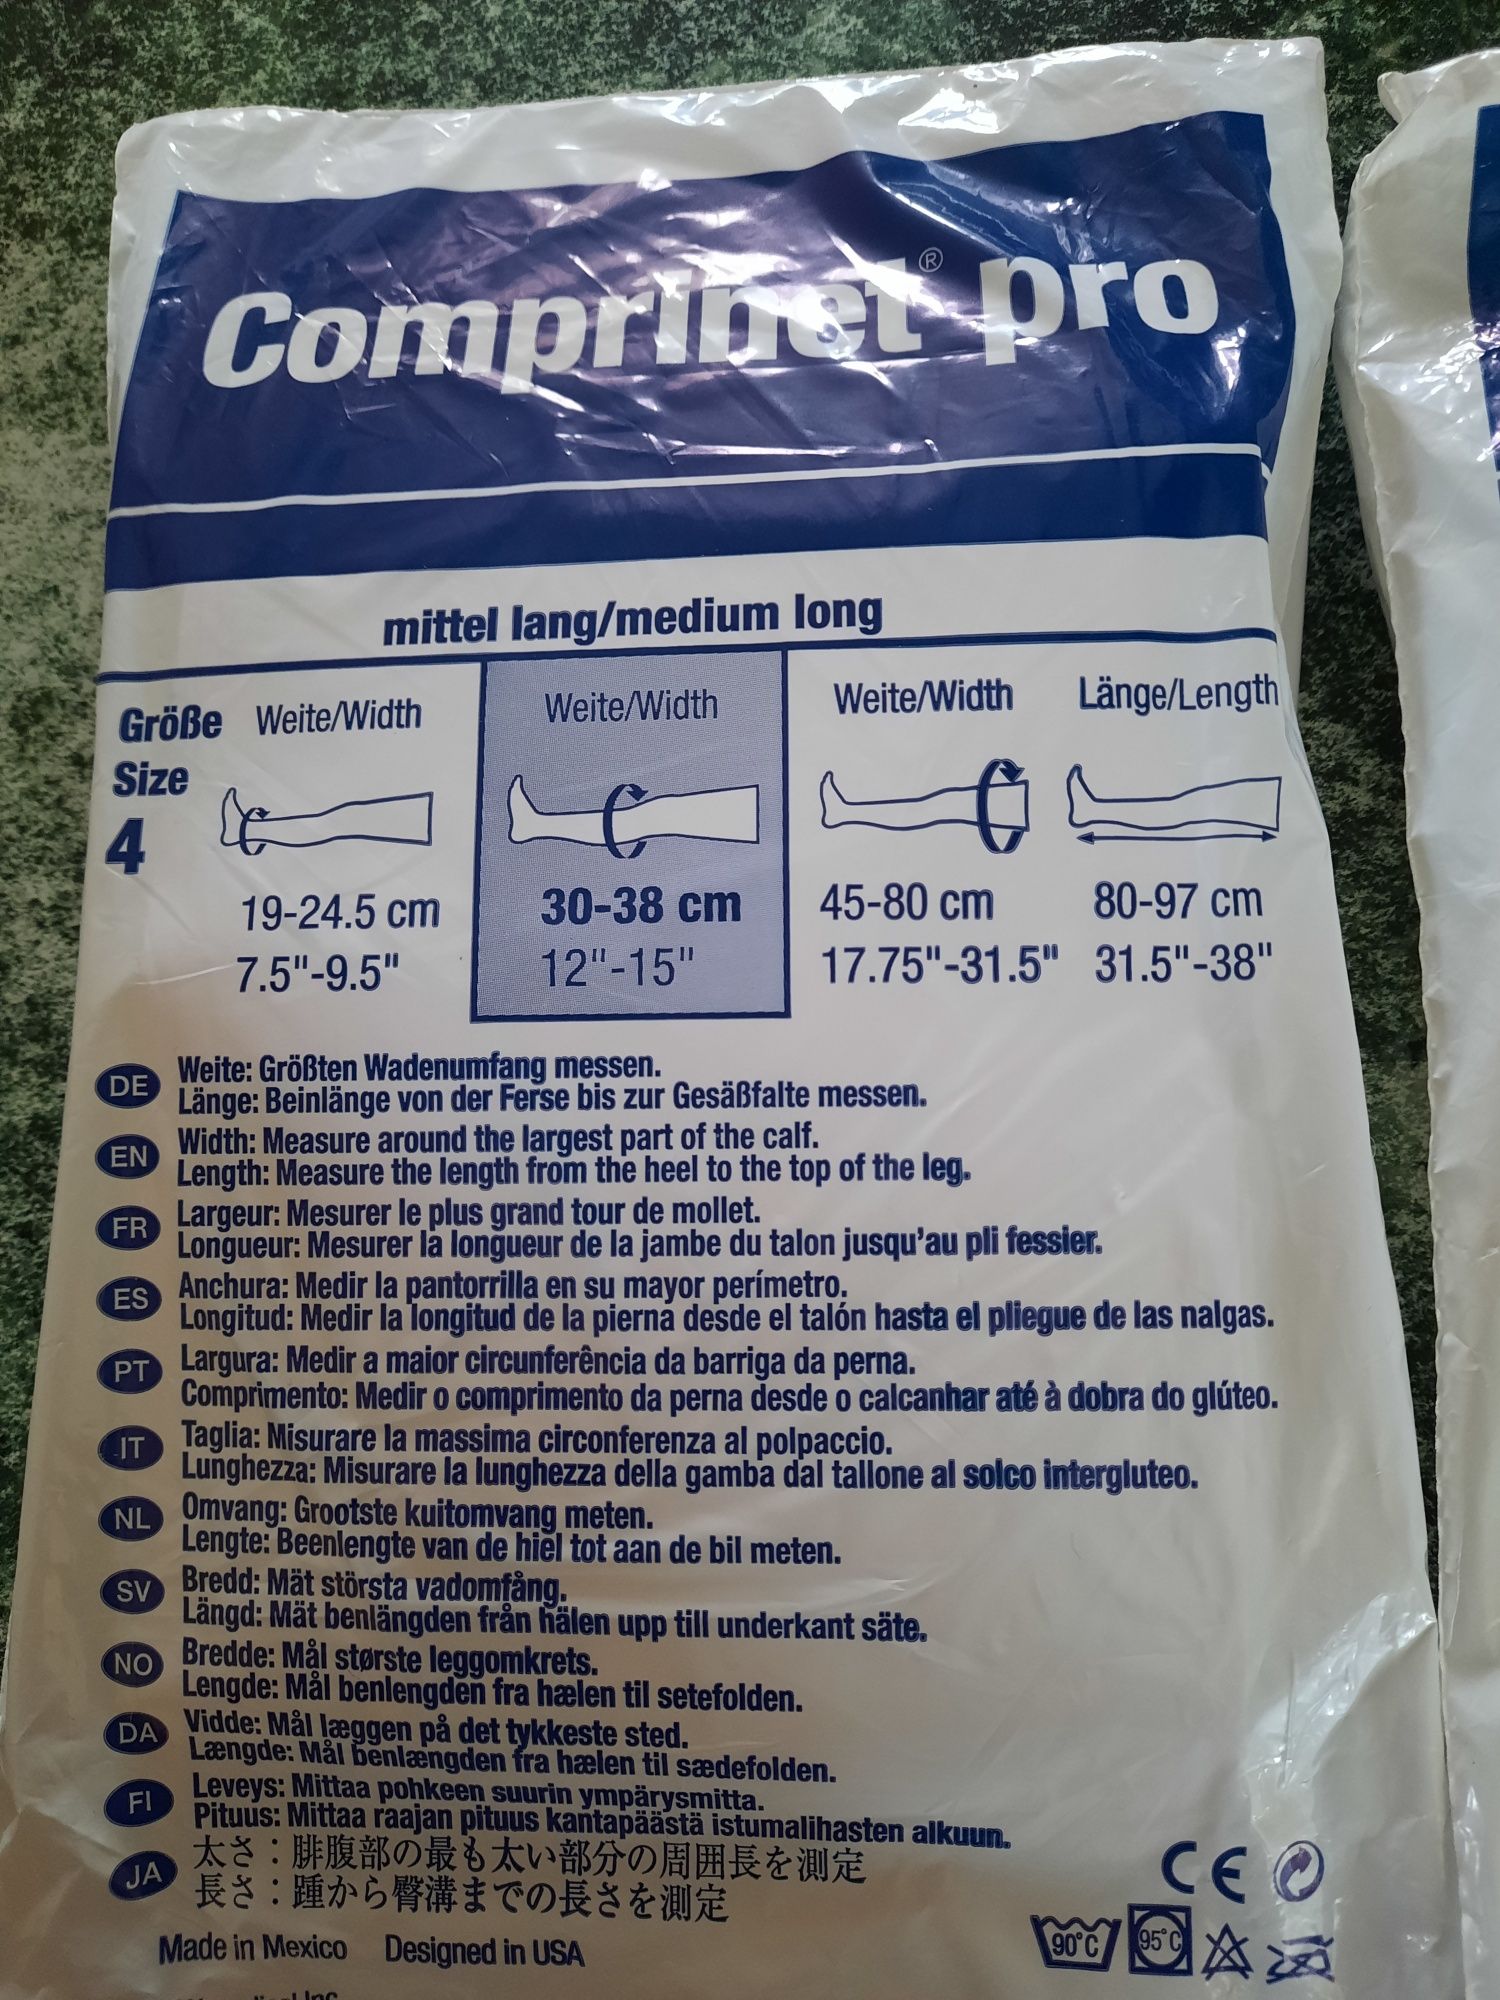 Comprinet® pro
mittel lang/medium long
Größe Weite/Width Weite/Width Weite/Width Länge/Length
Size
4
19-24.5 cm 30-38 cm 45-80 cm 80-97 cm
7.5"-9.5" 12"-15" 17.75"-31.5" 31.5"-38"
DE Weite: Größten Wadenumfang messen.
Länge: Beinlänge von der Ferse bis zur Gesäßfalte messen.
EN Width: Measure around the largest part of the calf.
Length: Measure the length from the heel to the top of the leg.
FR Largeur: Mesurer le plus grand tour de mollet.
Longueur: Mesurer la longueur de la jambe du talon jusqu'au pli fessier.
ES Anchura: Medir la pantorrilla en su mayor perímetro.
Longitud: Medir la longitud de la pierna desde el talón hasta el pliegue de las nalgas.
PT Largura: Medir a maior circunferência da barriga da perna.
Comprimento: Medir o comprimento da perna desde o calcanhar até à dobra do glúteo.
IT Taglia: Misurare la massima circonferenza al polpaccio.
Lunghezza: Misurare la lunghezza della gamba dal tallone al solco intergluteo.
NL Omvang: Grootste kuitomvang meten.
Lengte: Beenlengte van de hiel tot aan de bil meten.
SV Bredd: Mät största vadomfång.
Längd: Mät benlängden från hälen upp till underkant säte.
NO Bredde: Mål største leggomkrets.
Lengde: Mål benlengden fra hælen til setefolden.
DA Vidde: Mål læggen på det tykkeste sted.
Længde: Mål benlængden fra hælen til sædefolden.
FI Leveys: Mittaa pohkeen suurin ympärysmitta.
Pituus: Mittaa raajan pituus kantapäästä istumalihasten alkuun.
JA 太さ：腓腹部の最も太い部分の周囲長を測定
長さ：踵から臀溝までの長さを測定
Made in Mexico Designed in USA
CE
90°C 95°C